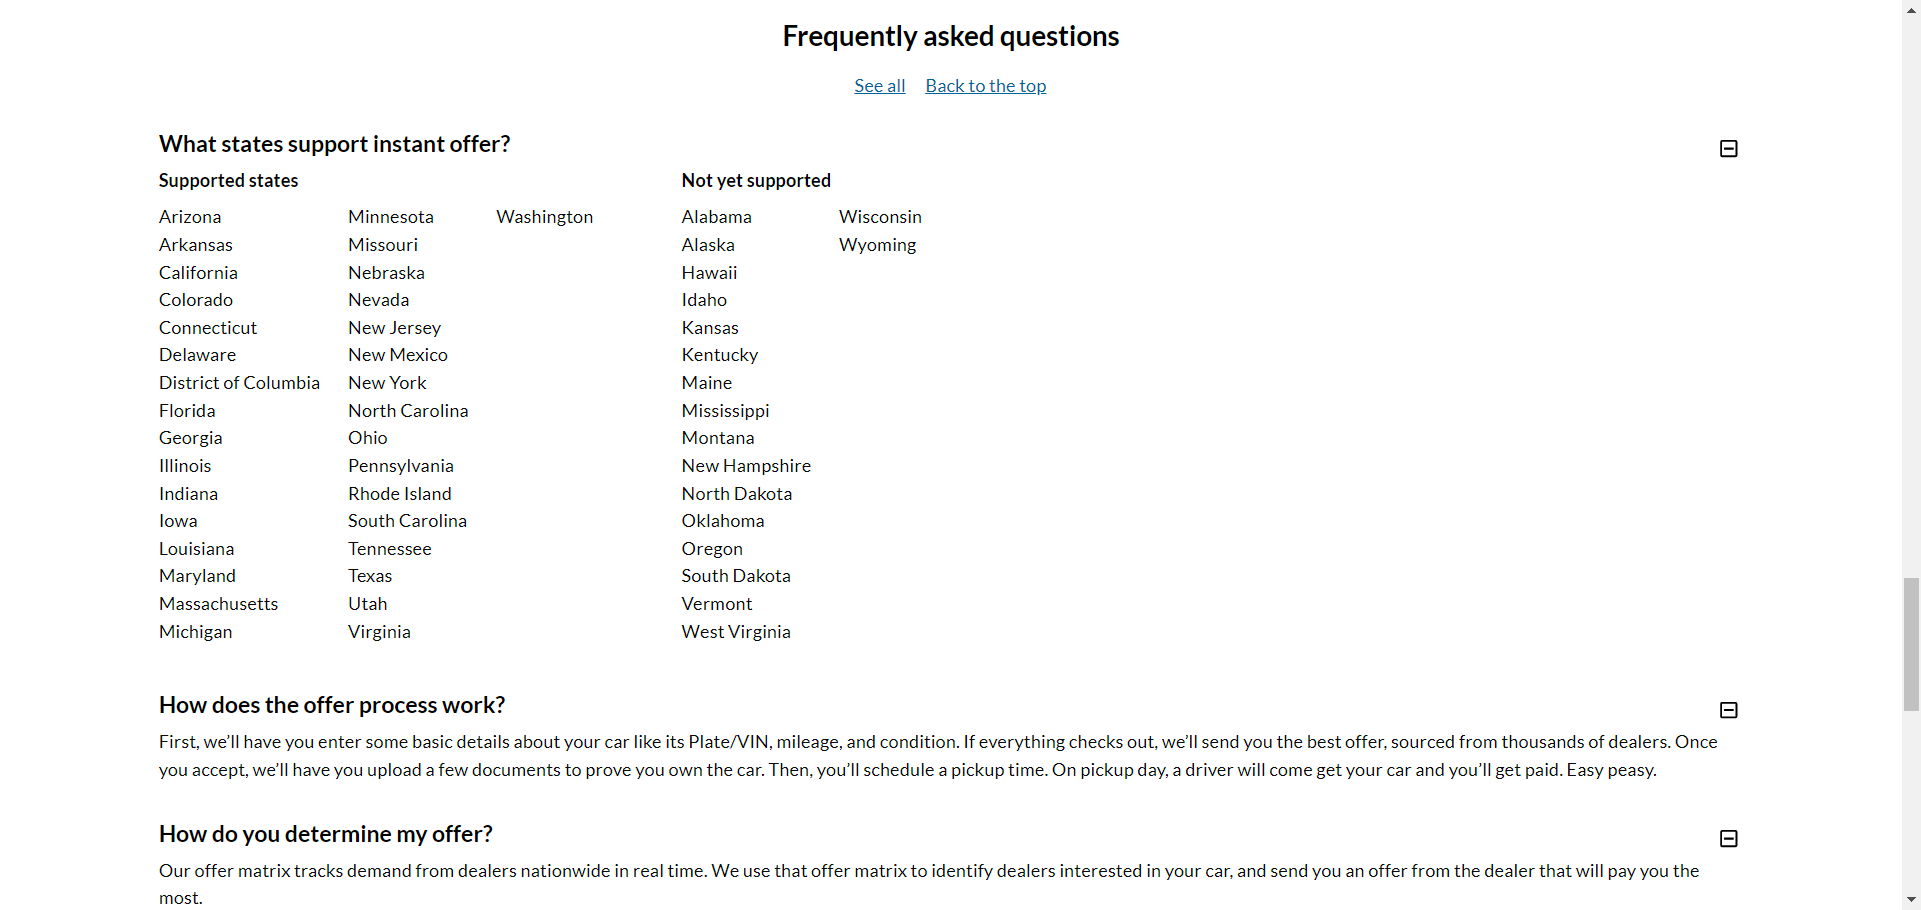 Frequently asked questions
See all Back to the top
What states support instant offer?
Supported states
Arizona
Arkansas
California
Colorado
Connecticut
Delaware
District of Columbia
Florida
Georgia
Illinois
Indiana
Iowa
Louisiana
Maryland
Massachusetts
Michigan
Minnesota
Missouri
Nebraska
Nevada
New Jersey
New Mexico
New York
North Carolina
Ohio
Pennsylvania
Rhode Island
South Carolina
Tennessee
Texas
Utah
Virginia
Washington
Not yet supported
Alabama
Alaska
Hawaii
Idaho
Kansas
Kentucky
Maine
Mississippi
Montana
New Hampshire
North Dakota
Oklahoma
Oregon
South Dakota
Vermont
West Virginia
Wisconsin
Wyoming
How does the offer process work?
First, we’ll have you enter some basic details about your car like its Plate/VIN, mileage, and condition. If everything checks out, we’ll send you the best offer, sourced from thousands of dealers. Once
you accept, we’ll have you upload a few documents to prove you own the car. Then, you’ll schedule a pickup time. On pickup day, a driver will come get your car and you’ll get paid. Easy peasy.
How do you determine my offer?
Our offer matrix tracks demand from dealers nationwide in real time. We use that offer matrix to identify dealers interested in your car, and send you an offer from the dealer that will pay you the
most.